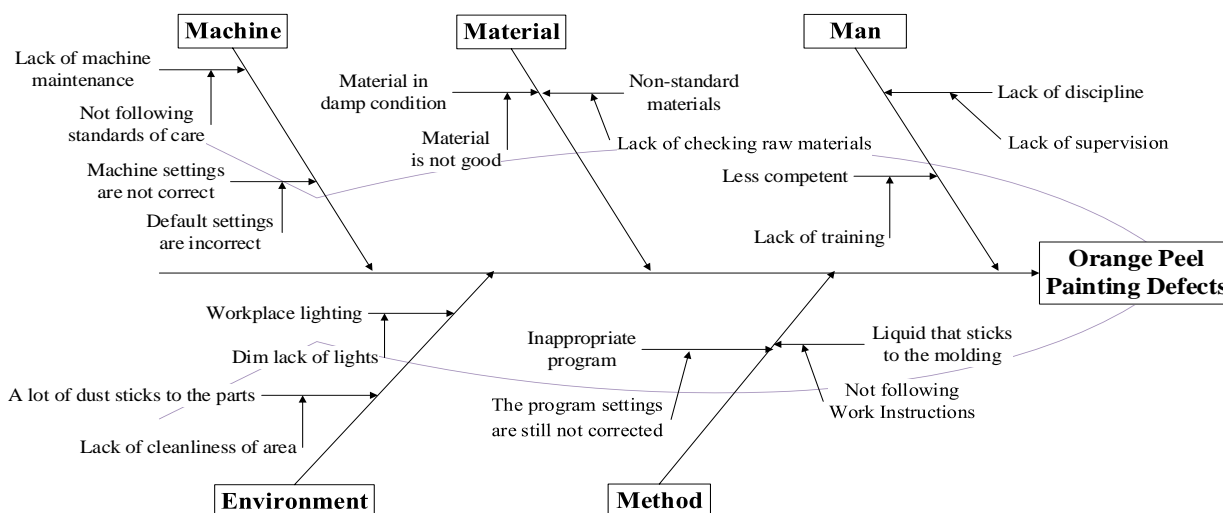 Machine
Material
Man
Lack of machine
maintenance
Not following
standards of care
Machine settings
are not correct
Default settings
are incorrect
Material in
damp condition
Material
is not good
Non-standard
materials
Lack of checking raw materials
Lack of discipline
Lack of supervision
Less competent
Lack of training
Orange Peel
Painting Defects
Workplace lighting
Dim lack of lights
A lot of dust sticks to the parts
Lack of cleanliness of area
Inappropriate
program
The program settings
are still not corrected
Liquid that sticks
to the molding
Not following
Work Instructions
Environment
Method